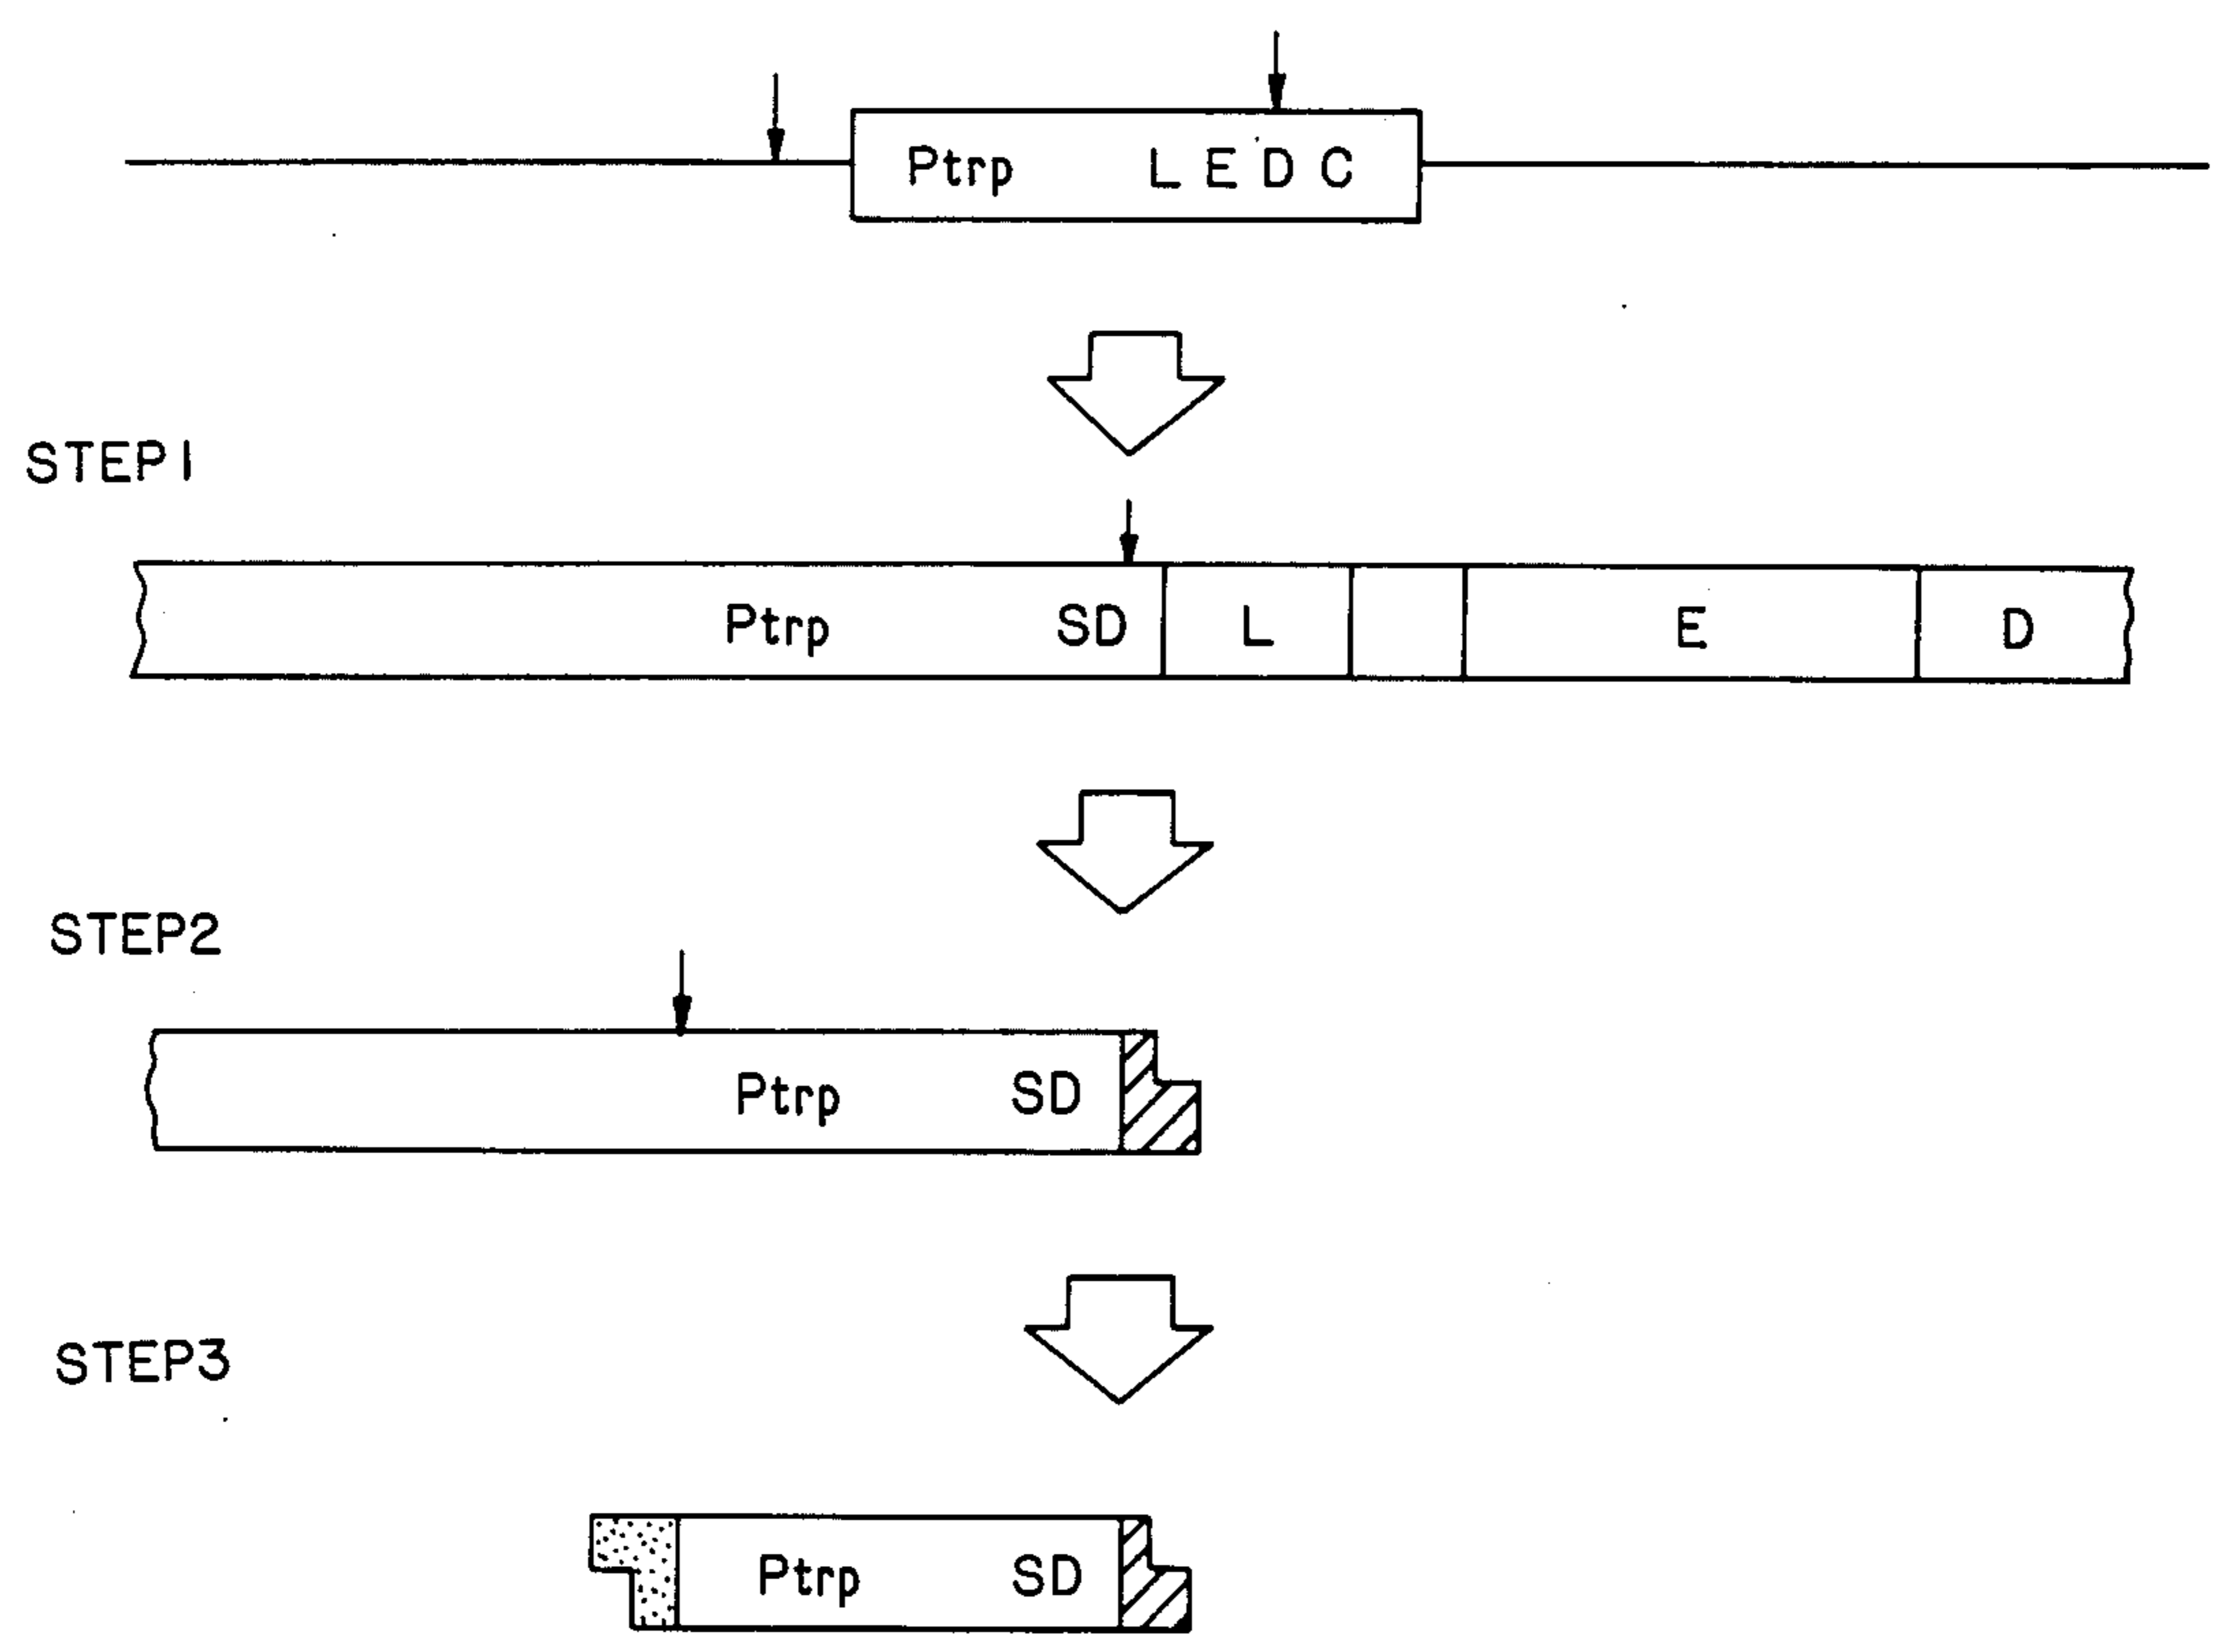 Ptrp L E D C
STEP1
Ptrp SD L E D
STEP2
Ptrp SD
STEP3
Ptrp SD